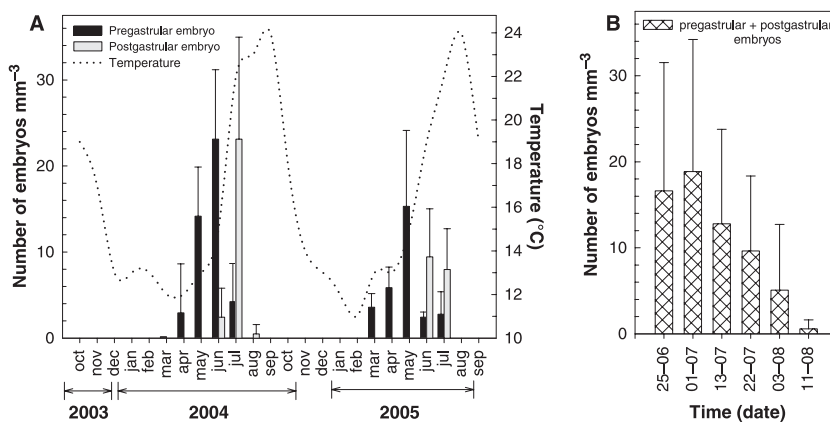 A
Pregastrular embryo
Postgastrular embryo
Temperature
Number of embryos mm⁻³
30
20
10
0
24
22
20
18
16
14
12
10
Temperature (°C)
oct nov dec jan feb mar apr may jun jul aug sep oct nov dec jan feb mar apr may jun jul aug sep
2003 2004 2005
B
pregastrular + postgastrular
embryos
Number of embryos mm⁻³
30
20
10
0
25–06 01–07 13–07 22–07 03–08 11–08
Time (date)